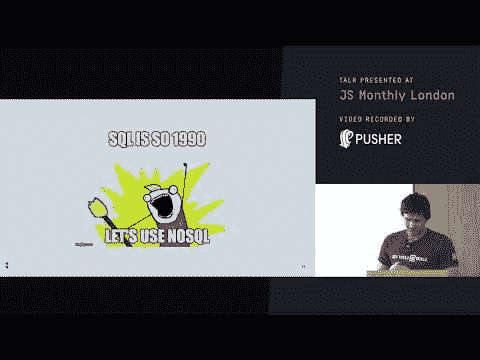 SQL IS SO 1990
LET'S USE NOSQL
TALK PRESENTED AT
JS Monthly London
VIDEO RECORDED BY
PUSHER